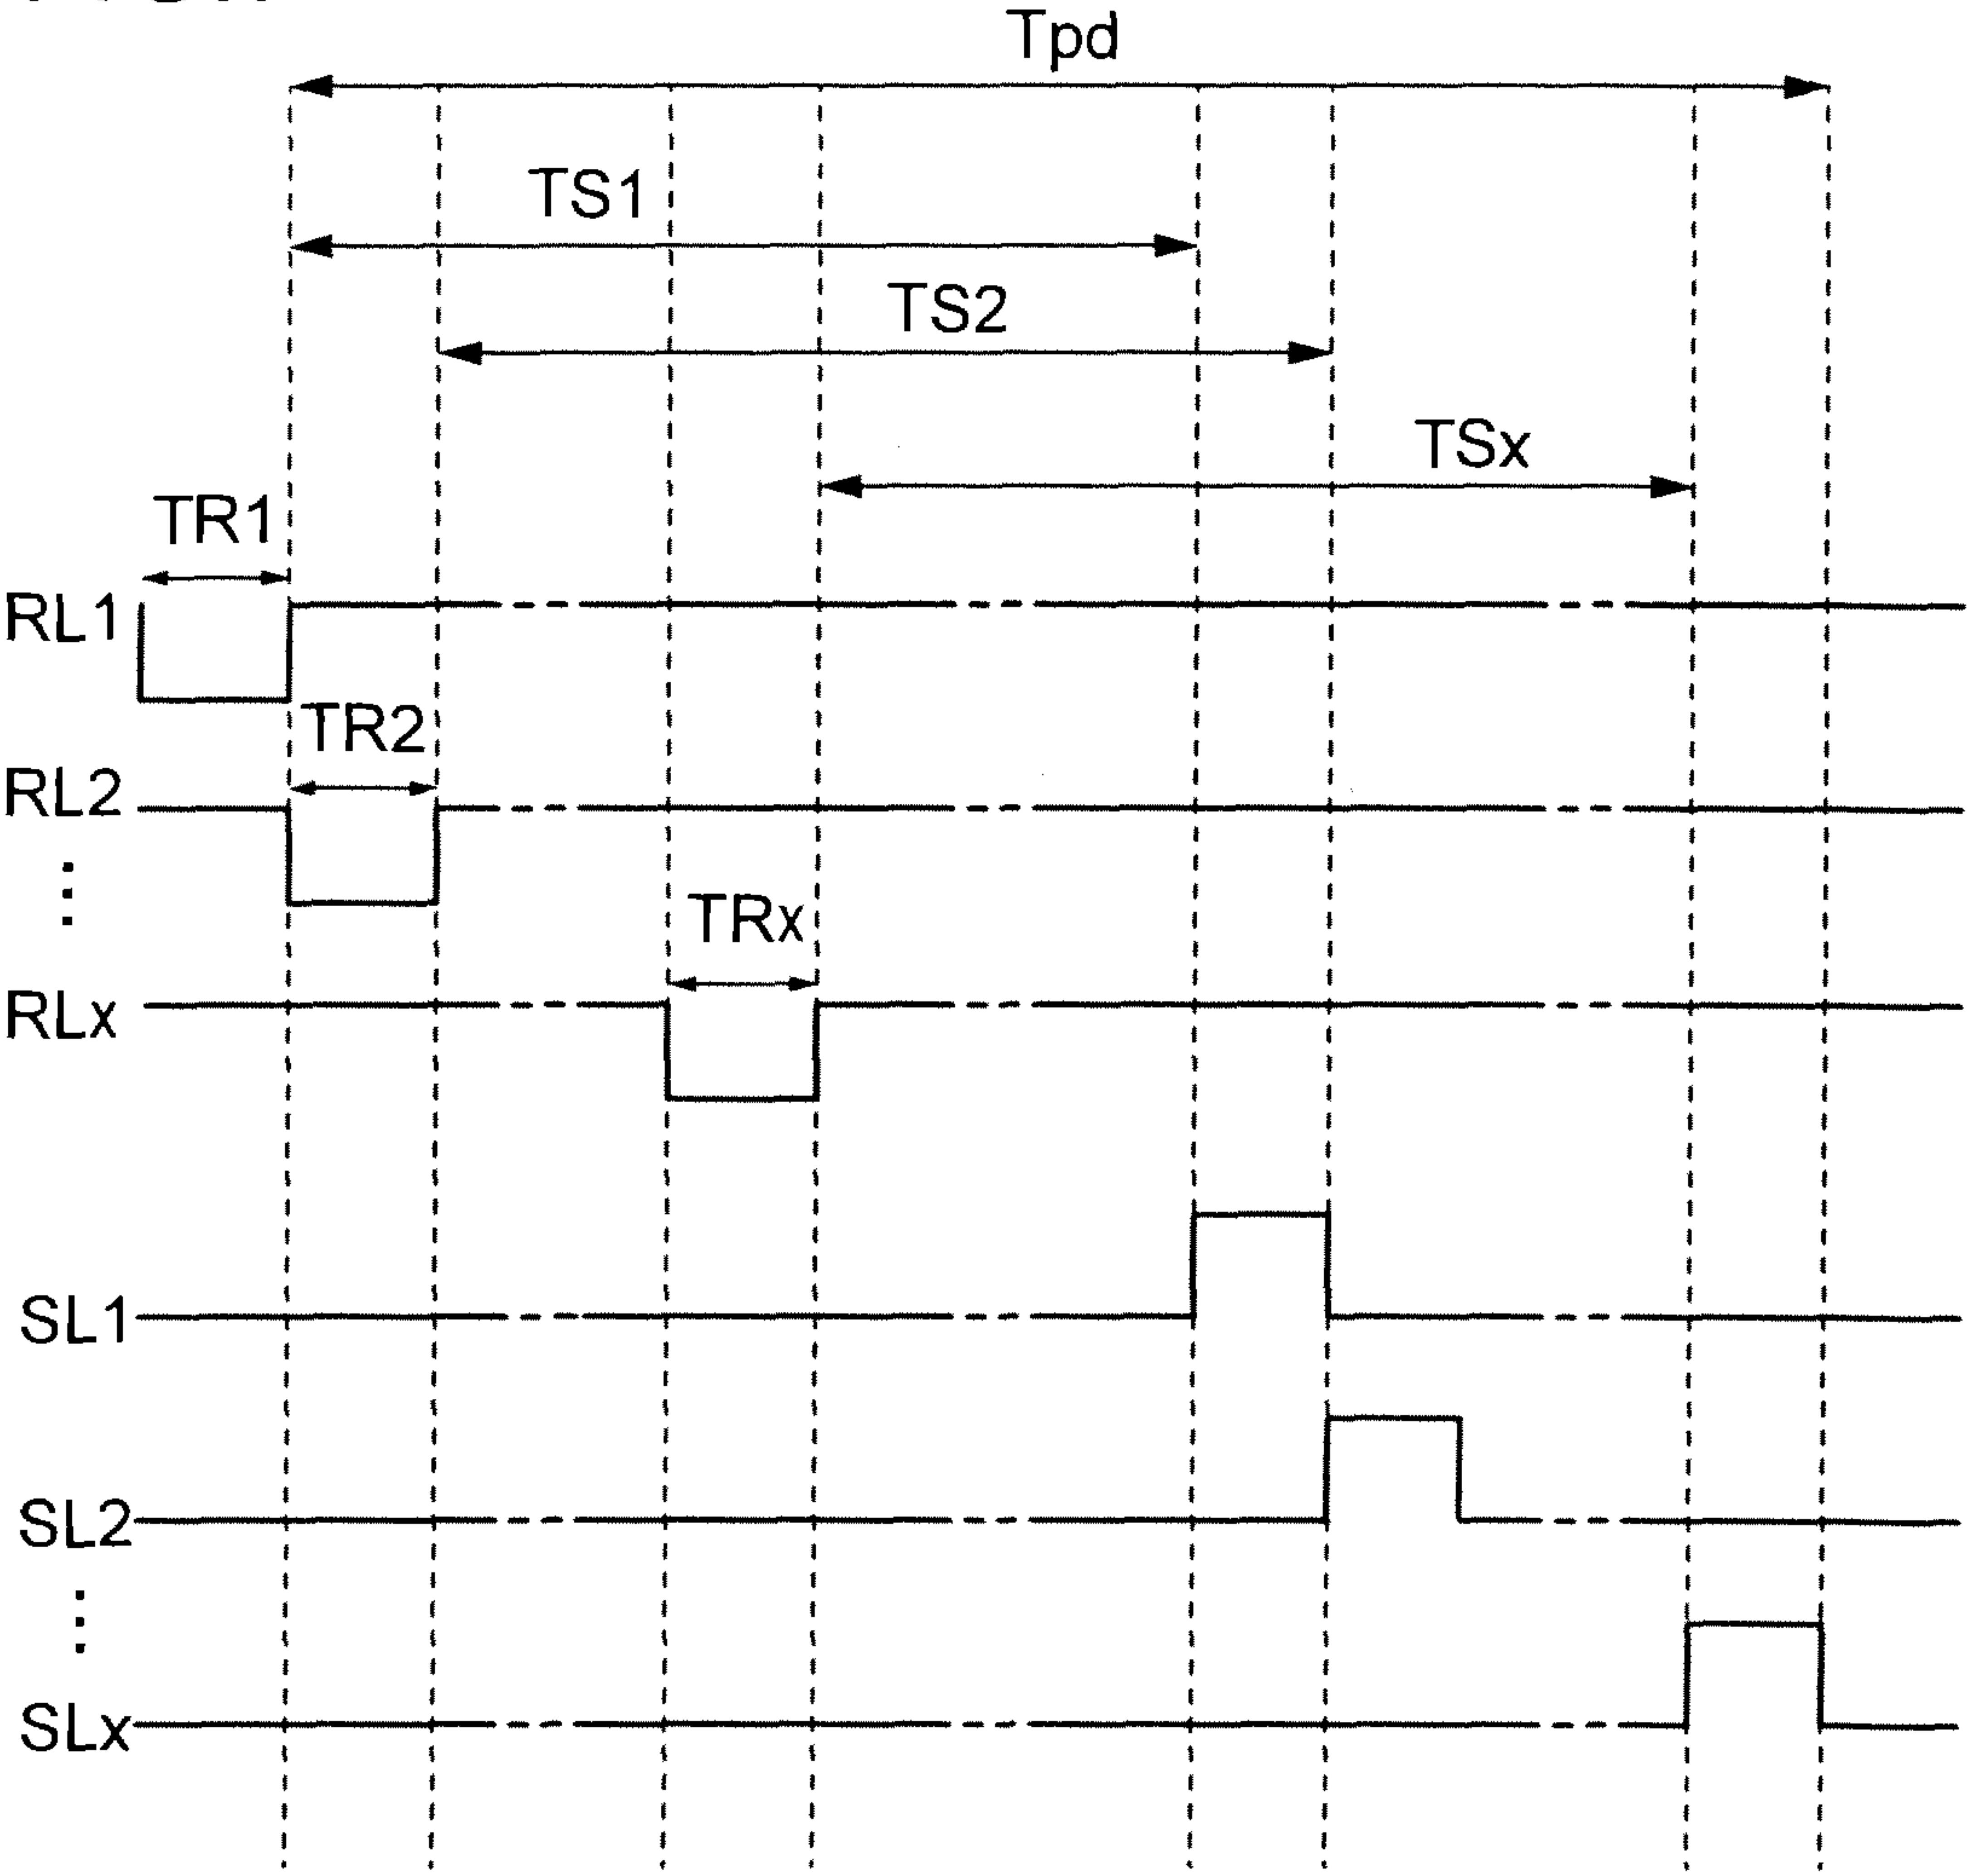 Tpd
TS1
TS2
TSx
TR1
RL1
TR2
RL2
⋮
TRx
RLx
SL1
SL2
⋮
SLx